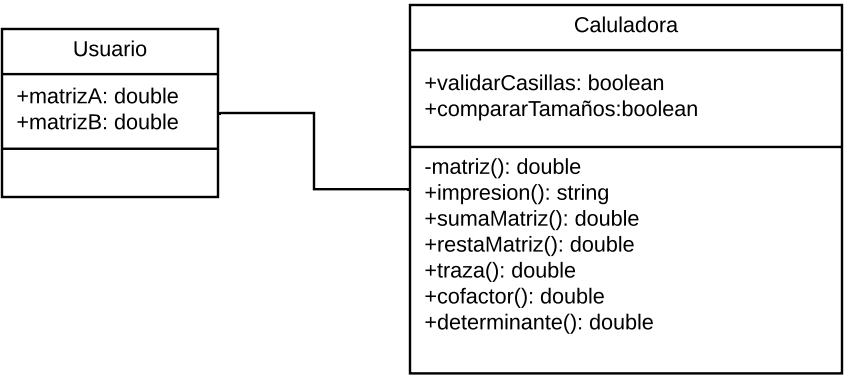 Usuario
+matrizA: double
+matrizB: double
Caluladora
+validarCasillas: boolean
+compararTamaños:boolean
-matriz(): double
+impresion(): string
+sumaMatriz(): double
+restaMatriz(): double
+traza(): double
+cofactor(): double
+determinante(): double